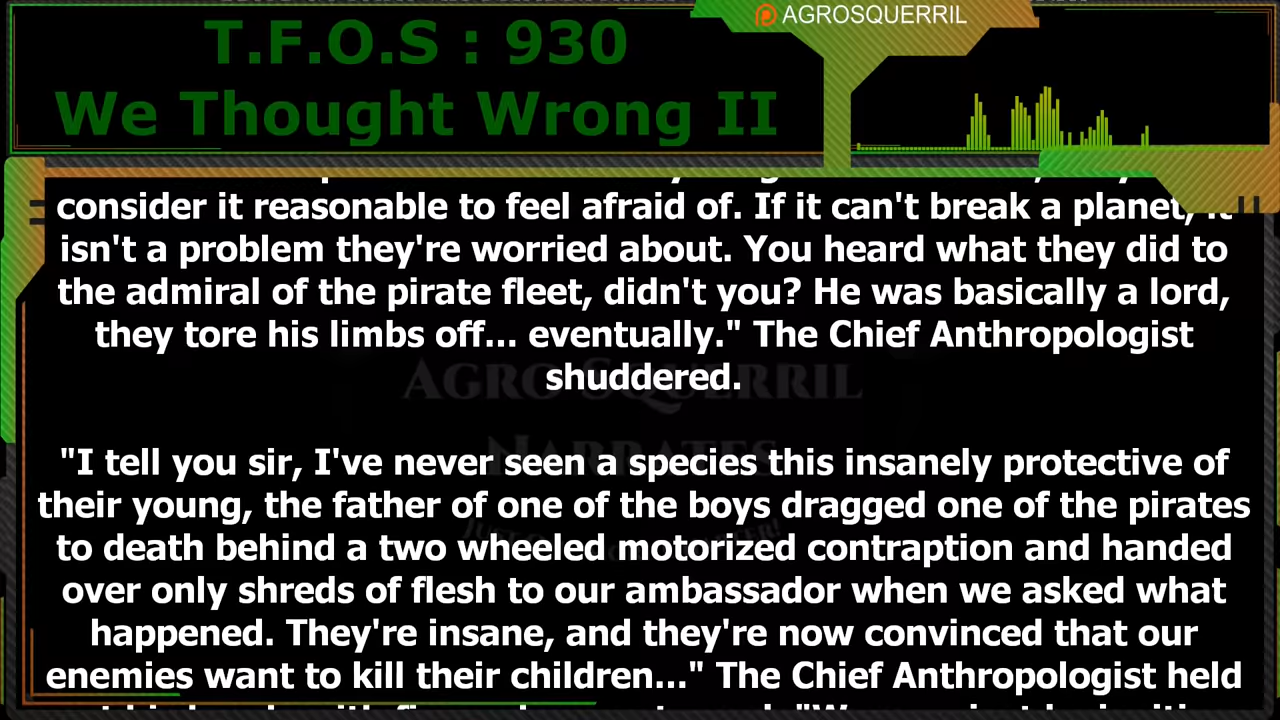 AGROSQUERRIL
T.F.O.S : 930
We Thought Wrong II
consider it reasonable to feel afraid of. If it can't break a planet, it
isn't a problem they're worried about. You heard what they did to
the admiral of the pirate fleet, didn't you? He was basically a lord,
they tore his limbs off... eventually." The Chief Anthropologist
shuddered.
AGRO SQUERRIL
NARRATES
"I tell you sir, I've never seen a species this insanely protective of
their young, the father of one of the boys dragged one of the pirates
to death behind a two wheeled motorized contraption and handed
over only shreds of flesh to our ambassador when we asked what
happened. They're insane, and they're now convinced that our
enemies want to kill their children..." The Chief Anthropologist held